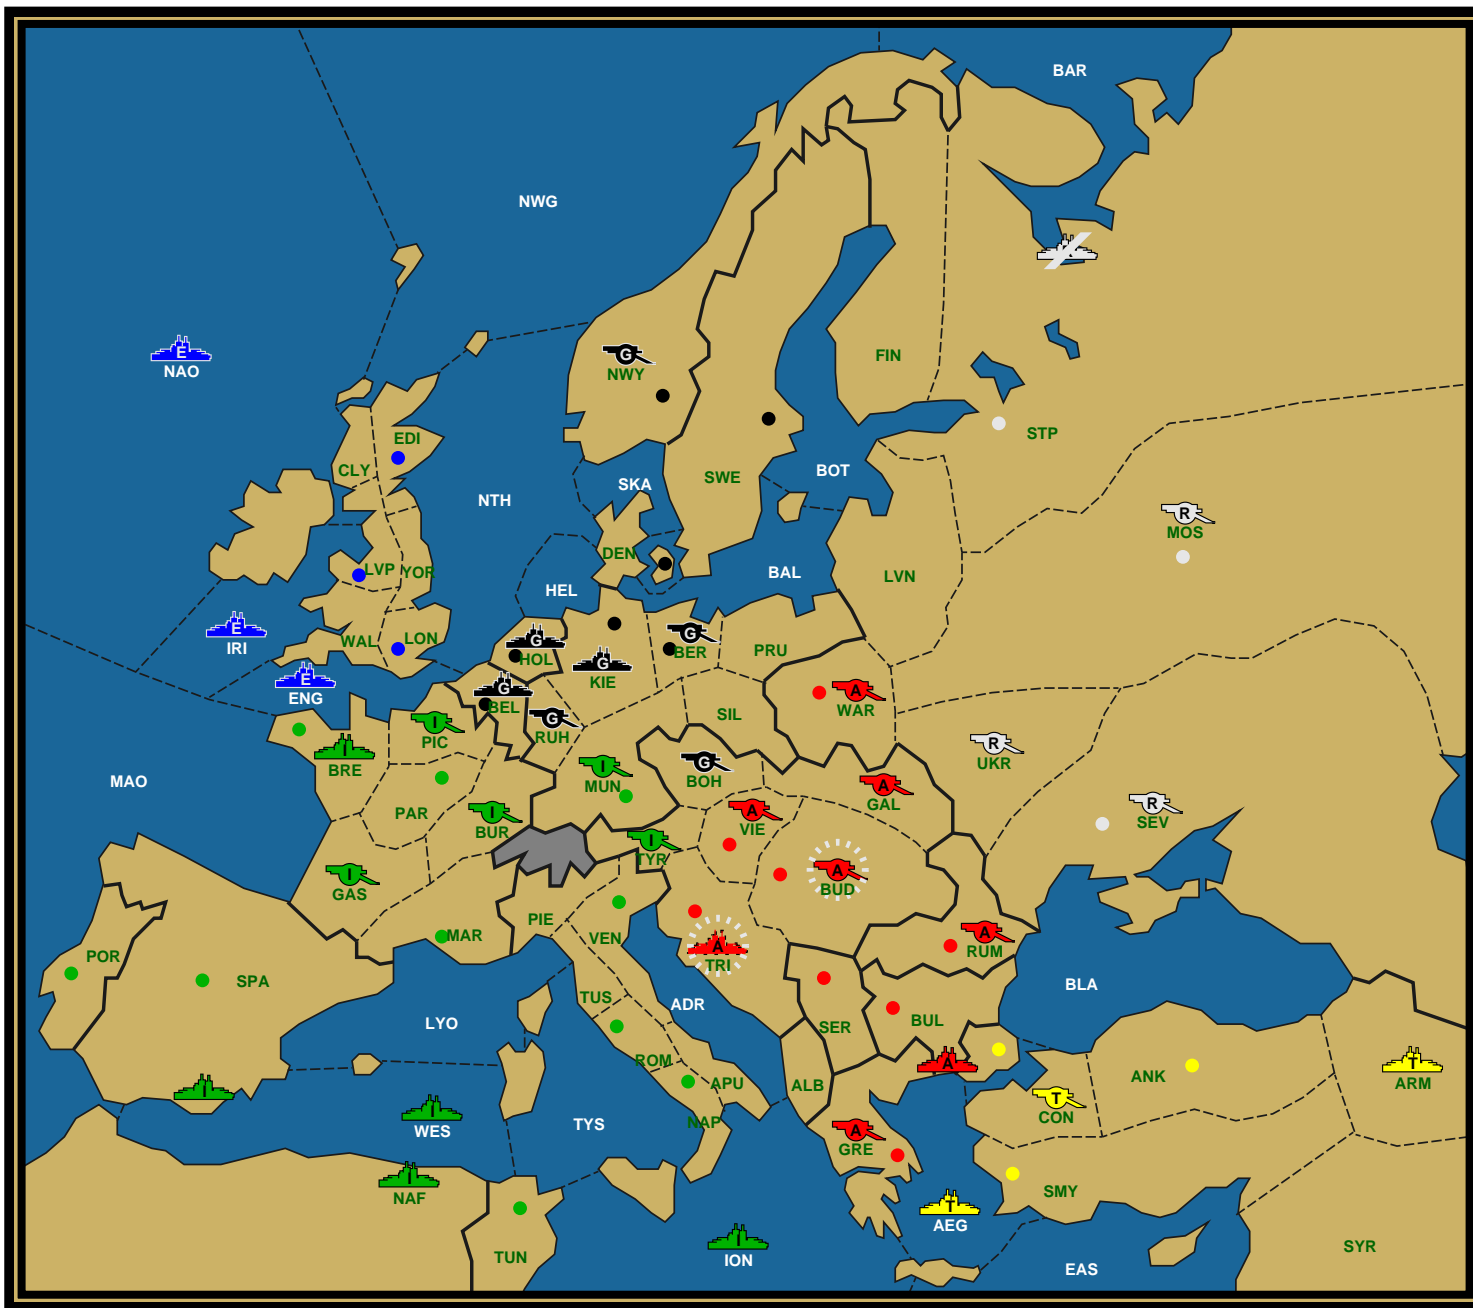 BAR
NWG
E
NAO
G
NWY
FIN
EDI
STP
CLY
SKA
BOT
SWE
NTH
R
MOS
DEN
LVP
YOR
BAL
LVN
HEL
E
IRI
WAL
LON
G
HOL
G
BER
PRU
G
KIE
E
ENG
G
BEL
A
WAR
SIL
I
PIC
G
RUH
R
UKR
I
BRE
MAO
I
MUN
G
BOH
A
GAL
PAR
I
BUR
A
VIE
R
SEV
I
TYR
I
GAS
A
BUD
PIE
MAR
VEN
A
TRI
A
RUM
POR
SPA
BLA
TUS
ADR
LYO
SER
BUL
ROM
A
I
APU
ALB
ANK
T
ARM
I
WES
TYS
NAP
T
CON
A
GRE
I
NAF
SMY
T
AEG
I
ION
TUN
SYR
EAS